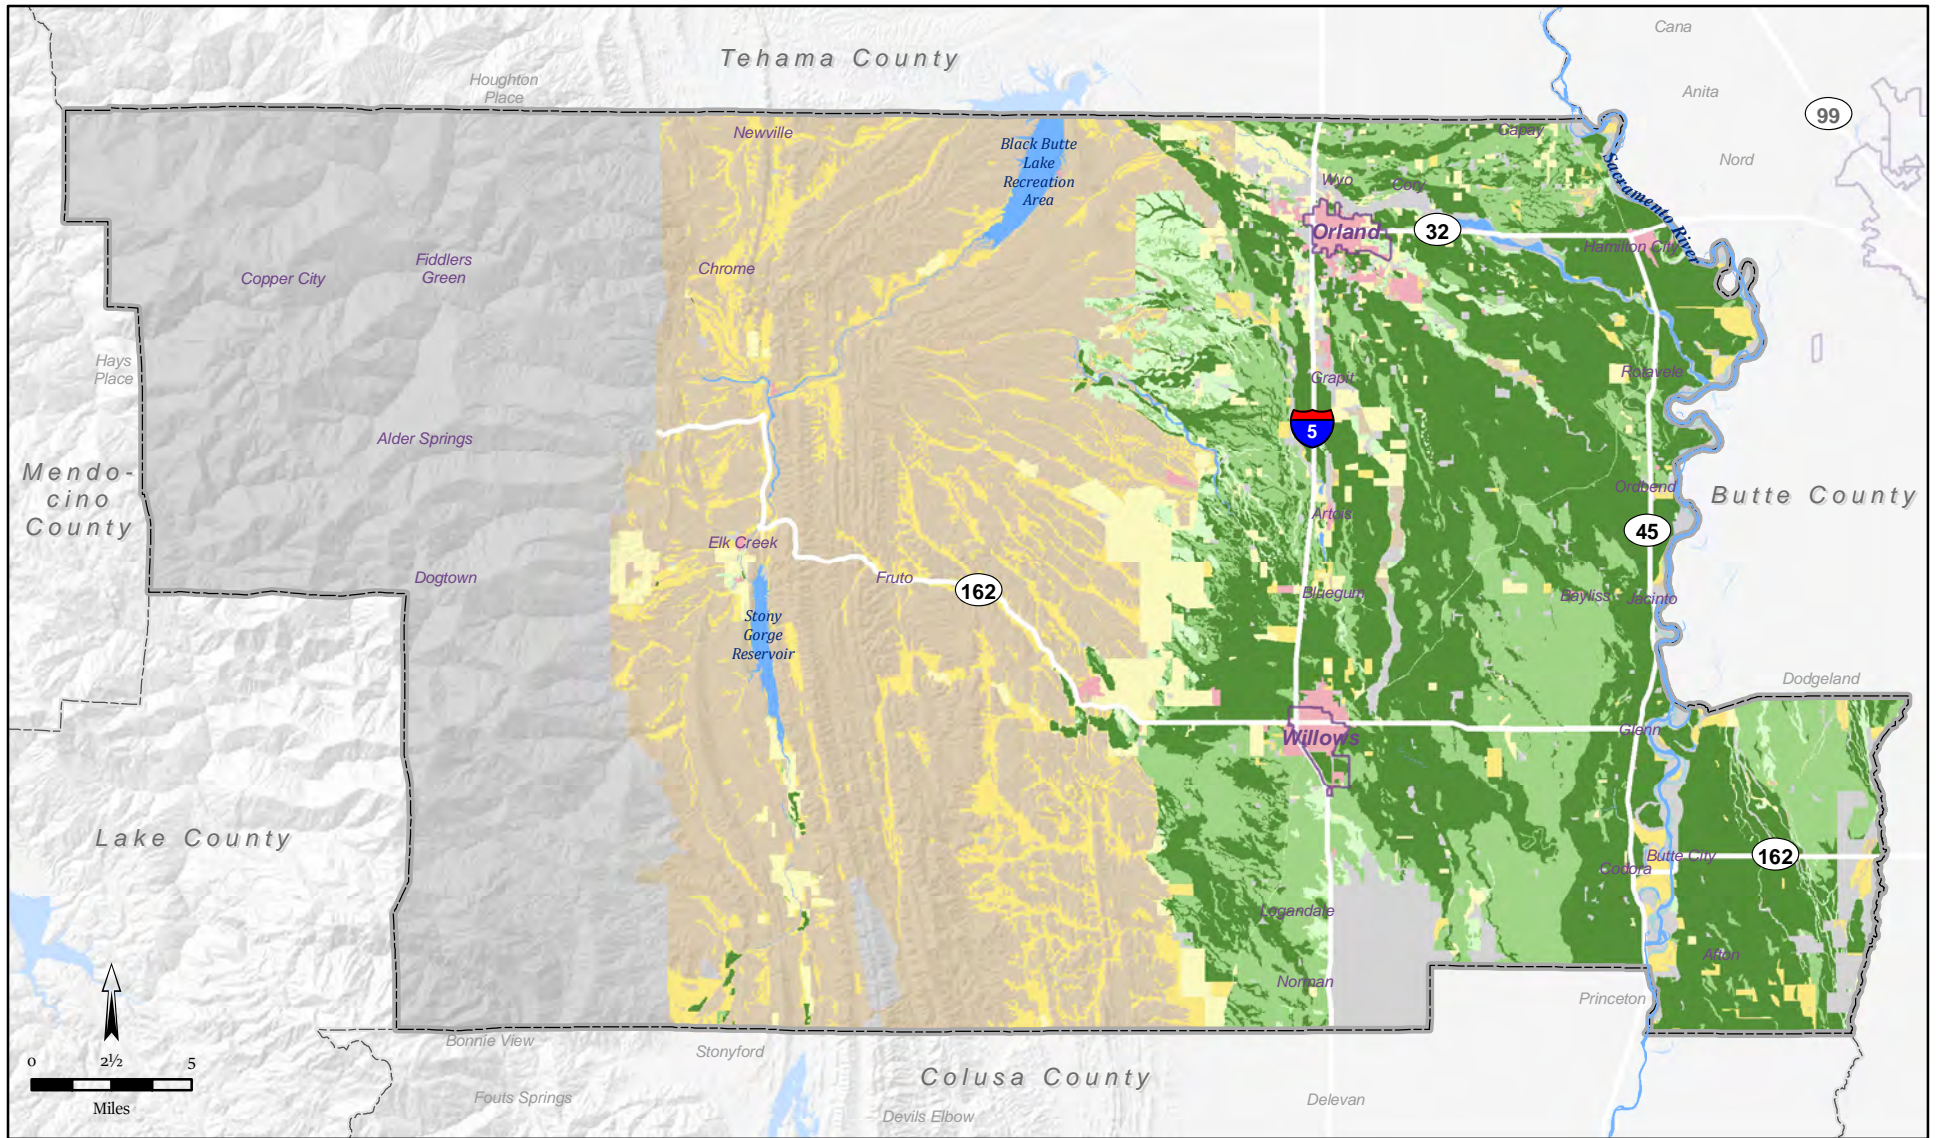 Cana
Tehama County
Houghton
Place
Anita
99
Newville
Capay
Black Butte
Lake
Recreation
Area
Nord
Sacramento River
Wyo
Cory
Orland
32
Hamilton City
Fiddlers
Green
Copper City
Chrome
Hays
Place
Grapit
Rotavele
5
Alder Springs
Mendo-
cino
County
Ordbend
Butte County
Artois
45
Elk Creek
Dogtown
Fruto
162
Bluegum
Bayliss
Jacinto
Stony
Gorge
Reservoir
Dodgeland
Glenn
Willows
Lake County
Butte City
162
Codora
Logandale
Afton
Norman
Princeton
Bonnie View
Stonyford
Colusa County
0 2½ 5
Miles
Fouts Springs
Devils Elbow
Delevan